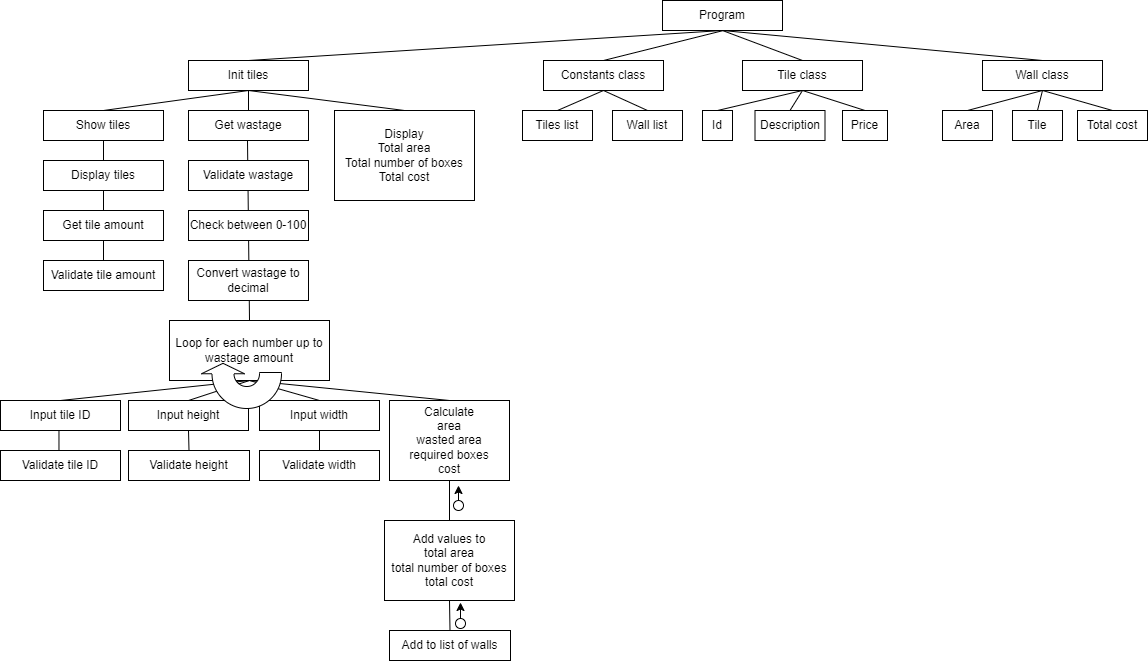 Program
Init tiles
Constants class
Tile class
Wall class
Show tiles
Get wastage
Display
Total area
Total number of boxes
Total cost
Tiles list
Wall list
Id
Description
Price
Area
Tile
Total cost
Display tiles
Validate wastage
Get tile amount
Check between 0-100
Validate tile amount
Convert wastage to
decimal
Loop for each number up to
wastage amount
Input tile ID
Input height
Input width
Calculate
area
wasted area
required boxes
cost
Validate tile ID
Validate height
Validate width
Add values to
total area
total number of boxes
total cost
Add to list of walls